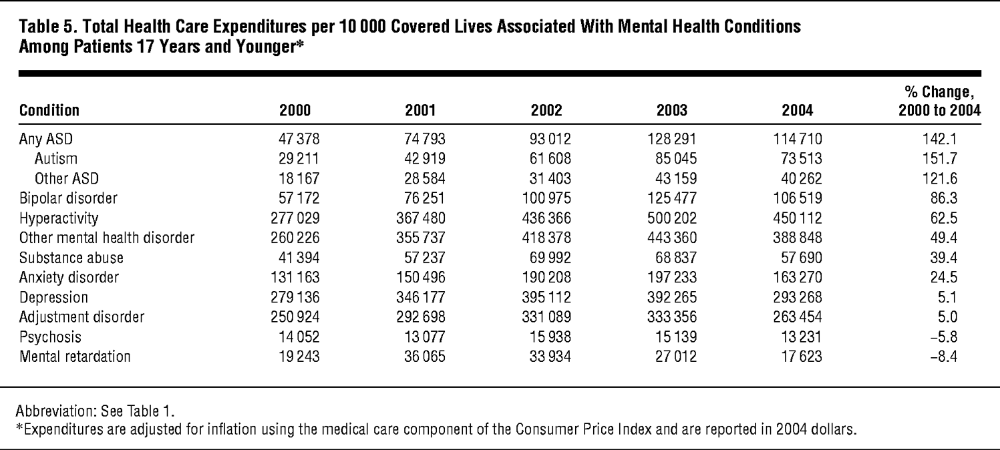 Table 5. Total Health Care Expenditures per 10 000 Covered Lives Associated With Mental Health Conditions
Among Patients 17 Years and Younger*
% Change,
Condition 2000 2001 2002 2003 2004 2000 to 2004
Any ASD 47 378 74 793 93 012 128 291 114 710 142.1
Autism 29 211 42 919 61 608 85 045 73 513 151.7
Other ASD 18 167 28 584 31 403 43 159 40 262 121.6
Bipolar disorder 57 172 76 251 100 975 125 477 106 519 86.3
Hyperactivity 277 029 367 480 436 366 500 202 450 112 62.5
Other mental health disorder 260 226 355 737 418 378 443 360 388 848 49.4
Substance abuse 41 394 57 237 69 992 68 837 57 690 39.4
Anxiety disorder 131 163 150 496 190 208 197 233 163 270 24.5
Depression 279 136 346 177 395 112 392 265 293 268 5.1
Adjustment disorder 250 924 292 698 331 089 333 356 263 454 5.0
Psychosis 14 052 13 077 15 938 15 139 13 231 –5.8
Mental retardation 19 243 36 065 33 934 27 012 17 623 –8.4
Abbreviation: See Table 1.
*Expenditures are adjusted for inflation using the medical care component of the Consumer Price Index and are reported in 2004 dollars.